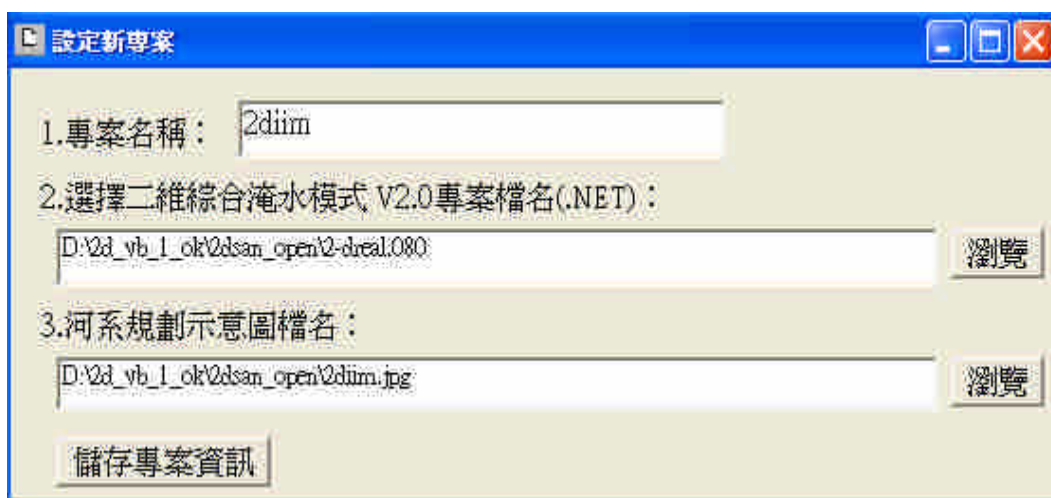 設定新專案
1.專案名稱： 2diim
2.選擇二維綜合淹水模式 V2.0專案檔名(.NET)：
D:\2d_vb_1_ok\2dsan_open\2-dreal.080 瀏覽
3.河系規劃示意圖檔名：
D:\2d_vb_1_ok\2dsan_open\2diim.jpg 瀏覽
儲存專案資訊